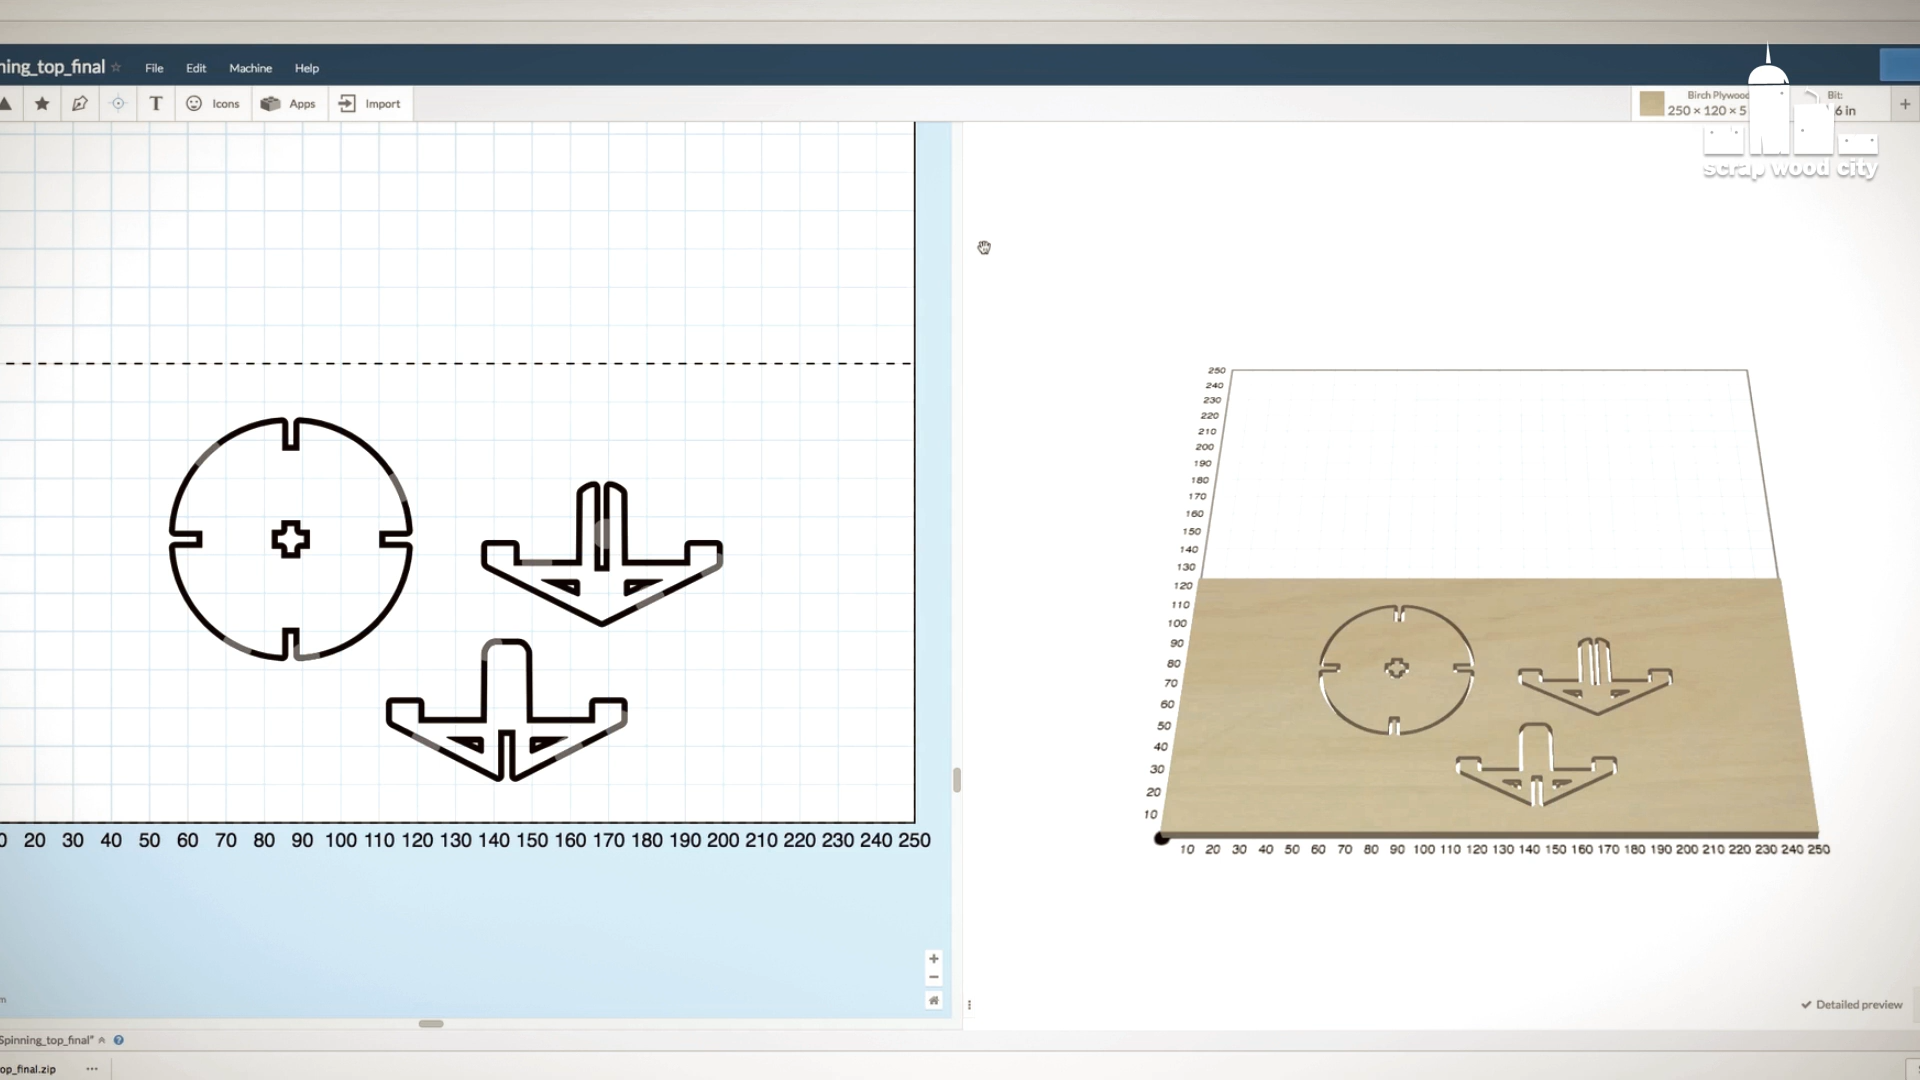 ning_top_final File Edit Machine Help
T Icons Apps Import
Birch Plywood
250 × 120 × 5
Bit:
6 in
scrap wood city
250
240
230
220
210
200
190
180
170
160
150
140
130
120
110
100
90
80
70
60
50
40
30
20
10
0 20 30 40 50 60 70 80 90 100 110 120 130 140 150 160 170 180 190 200 210 220 230 240 250
10 20 30 40 50 60 70 80 90 100 110 120 130 140 150 160 170 180 190 200 210 220 230 240 250
m
Detailed preview
Spinning_top_final"
op_final.zip